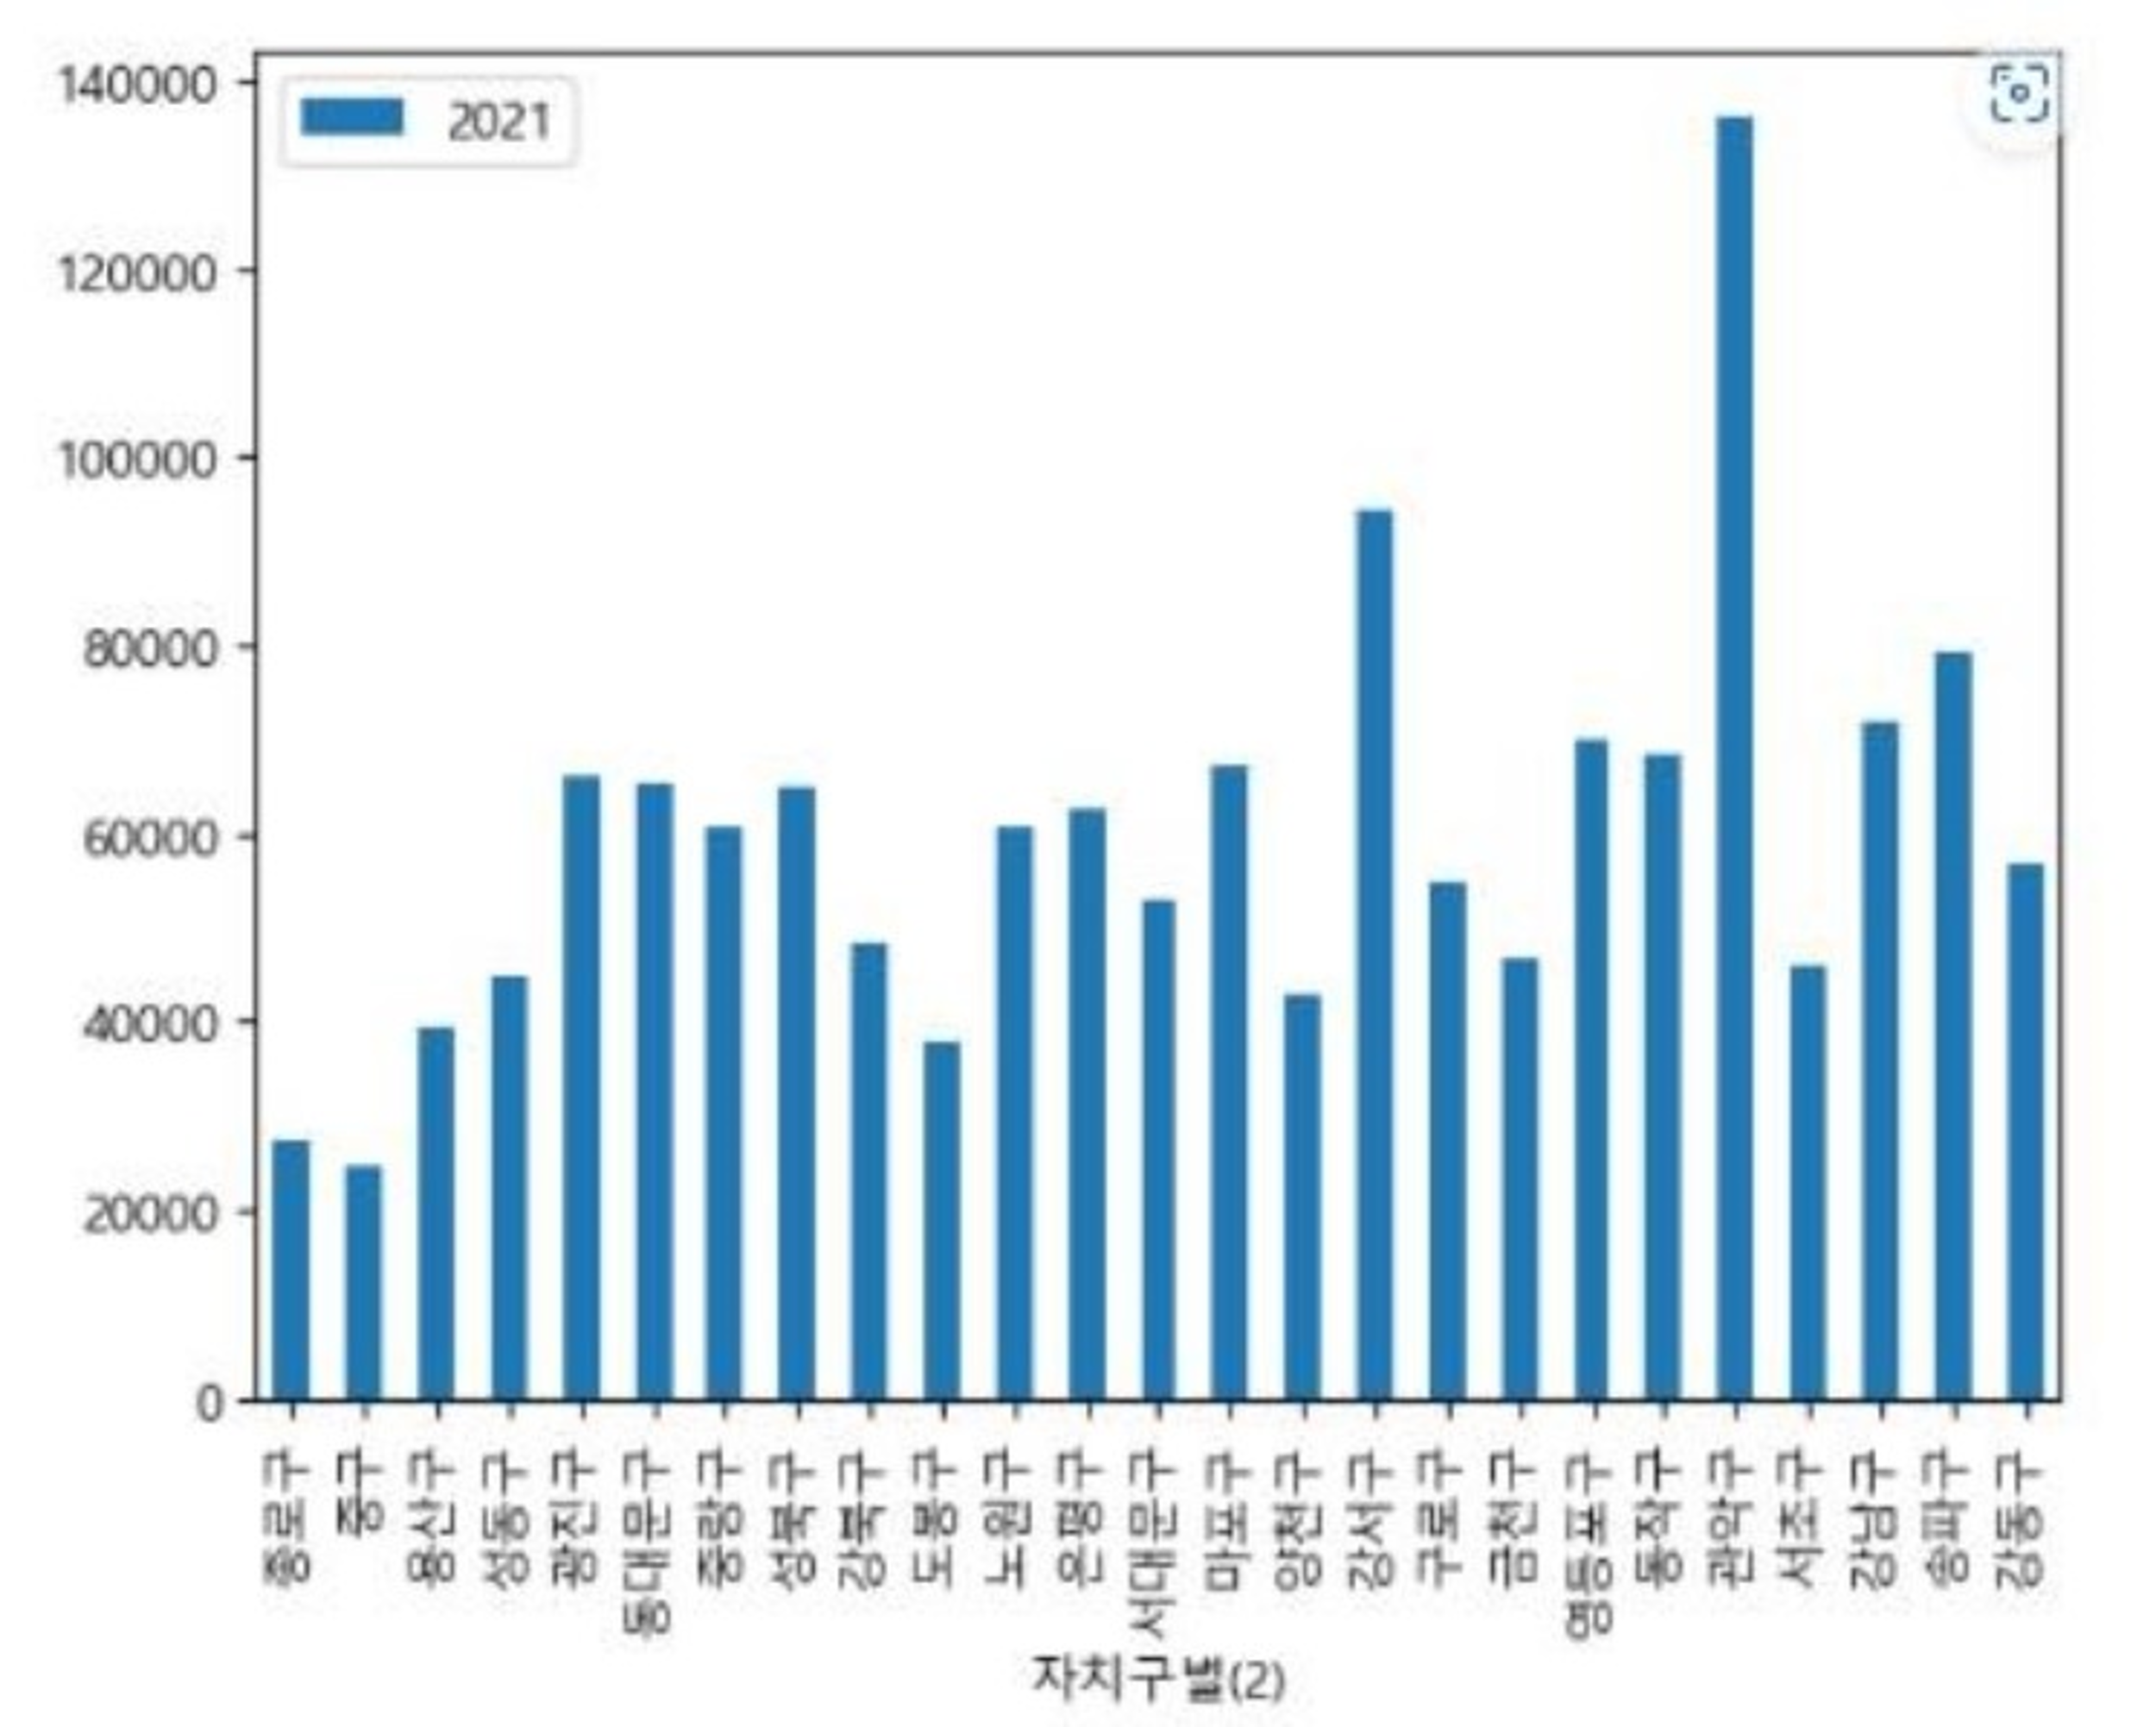 140000
2021
120000
100000
80000
60000
40000
20000
0
종로구
중구
용산구
성동구
광진구
동대문구
중랑구
성북구
강북구
도봉구
노원구
은평구
서대문구
마포구
양천구
강서구
구로구
금천구
영등포구
동작구
관악구
서초구
강남구
송파구
강동구
자치구별(2)